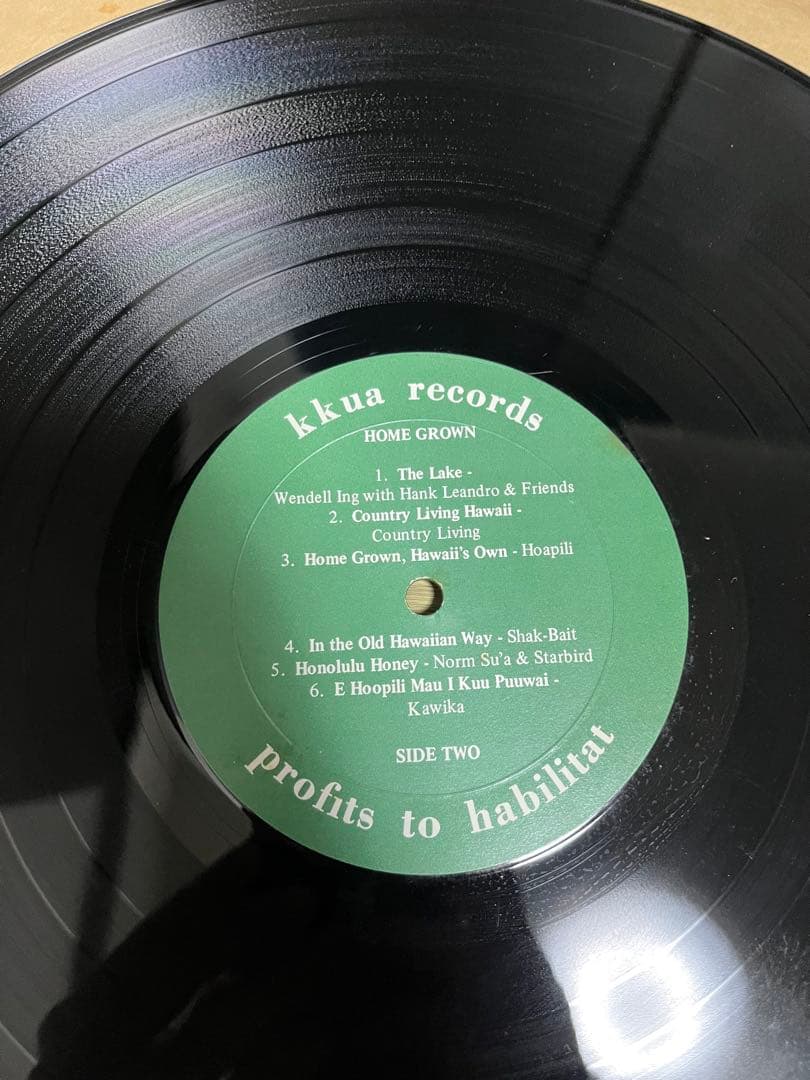 kkua records
HOME GROWN
1. The Lake -
Wendell Ing with Hank Leandro & Friends
2. Country Living Hawaii -
Country Living
3. Home Grown, Hawaii's Own - Hoapili
4. In the Old Hawaiian Way - Shak-Bait
5. Honolulu Honey - Norm Su'a & Starbird
6. E Hoopili Mau I Kuu Puuwai -
Kawika
SIDE TWO
profits to habilitat